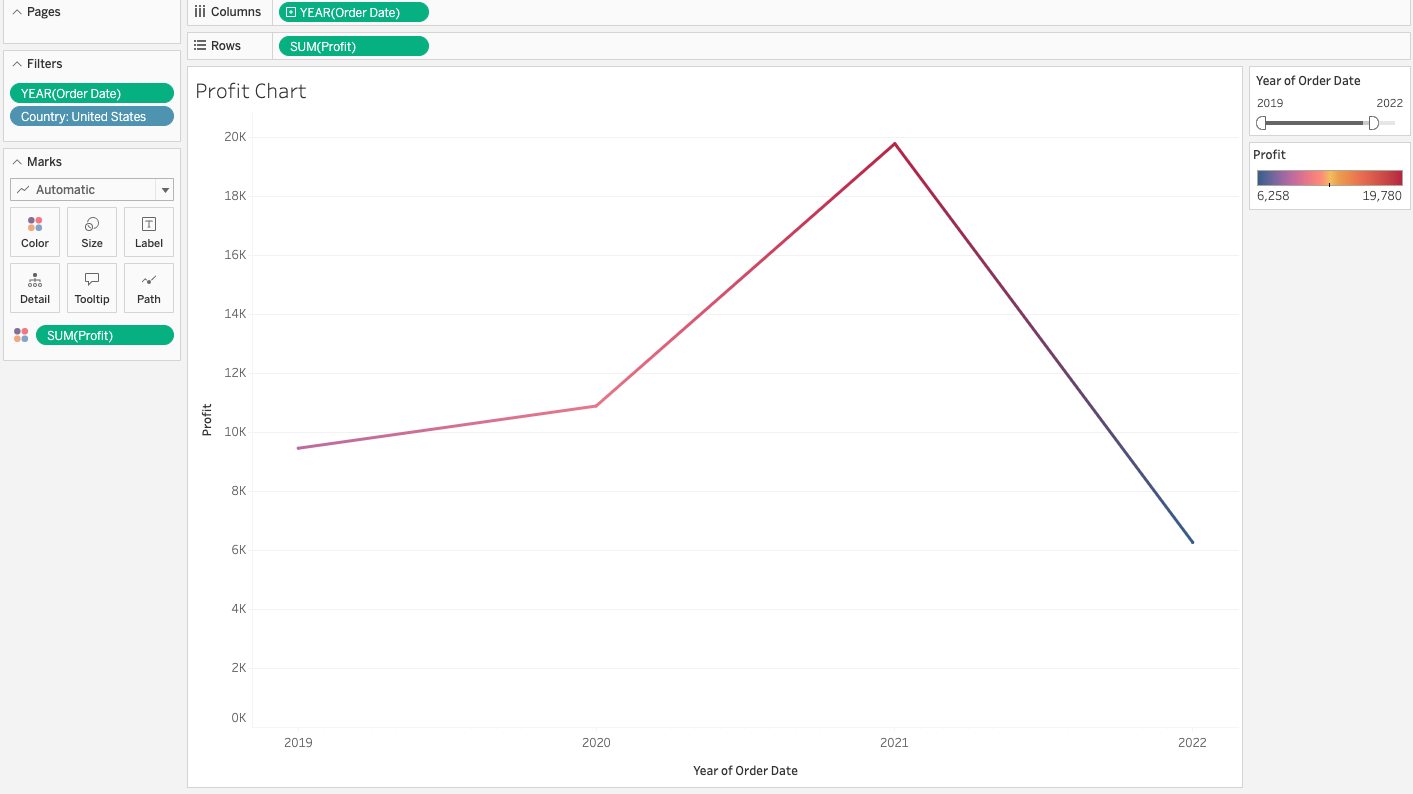 Pages
Columns
YEAR(Order Date)
Rows
SUM(Profit)
Filters
YEAR(Order Date)
Country: United States
Marks
Automatic
Color
Size
Label
Detail
Tooltip
Path
SUM(Profit)
Profit Chart
20K
18K
16K
14K
12K
10K
8K
6K
4K
2K
0K
Profit
2019
2020
2021
2022
Year of Order Date
Year of Order Date
2019 2022
Profit
6,258 19,780